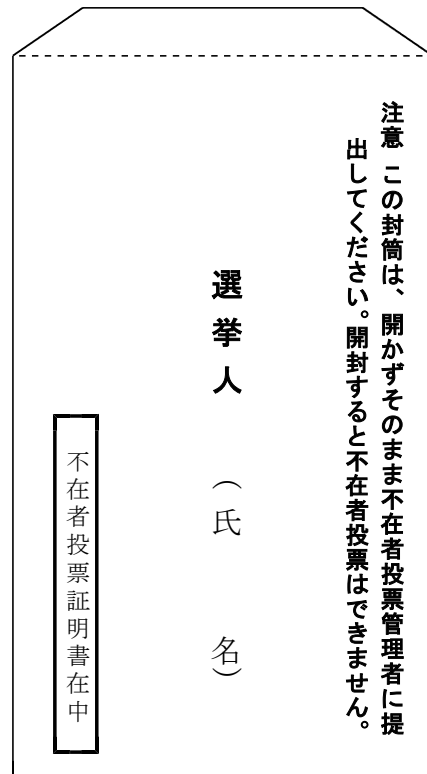 注意 この封筒は、開かずそのまま不在者投票管理者に提
出してください。開封すると不在者投票はできません。
選挙人 （氏 名）
不在者投票証明書在中